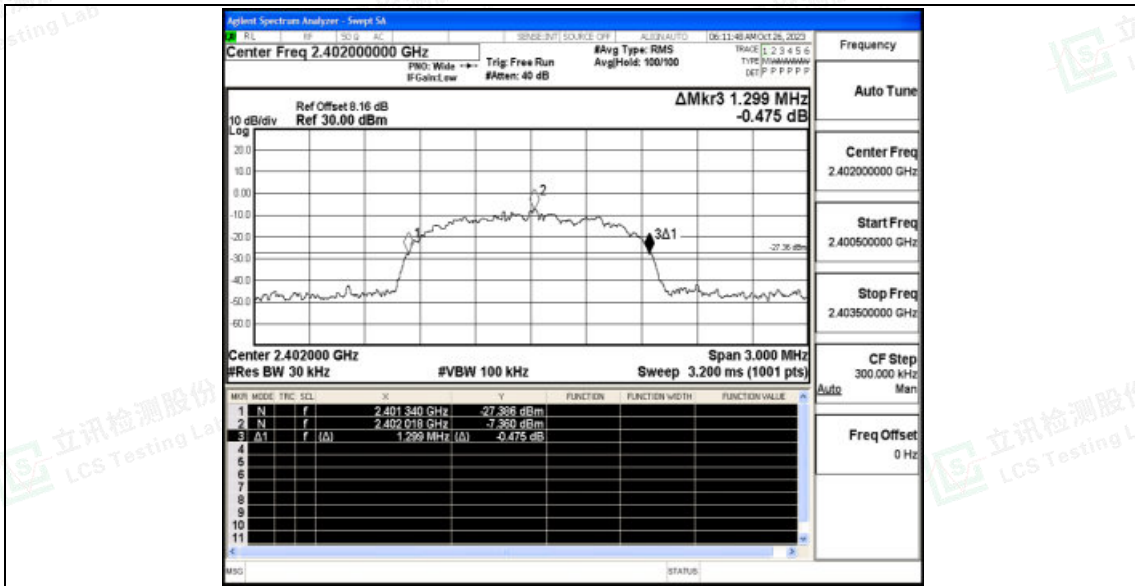 Agilent Spectrum Analyzer - Swept SA
RL RF 50 Ω AC SENSE:INT SOURCE OFF ALIGNAUTO 06:11:48 AM Oct 26, 2023
Center Freq 2.402000000 GHz
#Avg Type: RMS
TRACE 1 2 3 4 5 6
PNO: Wide
Trig: Free Run
Avg|Hold: 100/100
TYPE
IFGain:Low
#Atten: 40 dB
DET P P P P P P
Ref Offset 8.16 dB
ΔMkr3 1.299 MHz
10 dB/div Ref 30.00 dBm
-0.475 dB
Log
20.0
10.0
0.00
-10.0
-20.0
-30.0
-40.0
-50.0
-60.0
1
2
3Δ1
-27.36 dBm
Center 2.402000 GHz
Span 3.000 MHz
#Res BW 30 kHz
#VBW 100 kHz
Sweep 3.200 ms (1001 pts)
MKR MODE TRC SCL X Y FUNCTION FUNCTION WIDTH FUNCTION VALUE
1 N f 2.401 340 GHz -27.386 dBm
2 N f 2.402 018 GHz -7.360 dBm
3 Δ1 f (Δ) 1.299 MHz (Δ) -0.475 dB
4
5
6
7
8
9
10
11
MSG
STATUS
Frequency
Auto Tune
Center Freq
2.402000000 GHz
Start Freq
2.400500000 GHz
Stop Freq
2.403500000 GHz
CF Step
300.000 kHz
Auto Man
Freq Offset
0 Hz
立讯检测股份
LCS Testing Lab
立讯检测股份
LCS Testing